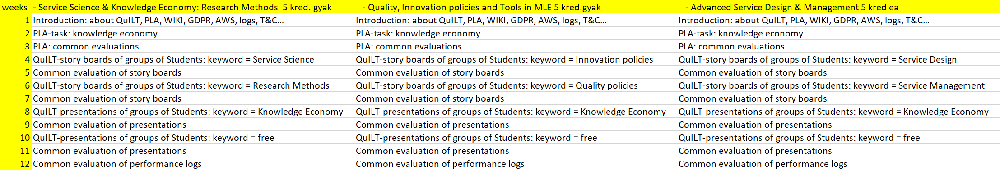 weeks - Service Science & Knowledge Economy: Research Methods  5 kred. gyak - Quality, Innovation policies and Tools in MLE 5 kred.gyak - Advanced Service Design & Management 5 kred ea
1 Introduction: about QuILT, PLA, WIKI, GDPR, AWS, logs, T&C... Introduction: about QuILT, PLA, WIKI, GDPR, AWS, logs, T&C... Introduction: about QuILT, PLA, WIKI, GDPR, AWS, logs, T&C...
2 PLA-task: knowledge economy PLA-task: knowledge economy PLA-task: knowledge economy
3 PLA: common evaluations PLA: common evaluations PLA: common evaluations
4 QuILT-story boards of groups of Students: keyword = Service Science QuILT-story boards of groups of Students: keyword = Innovation policies QuILT-story boards of groups of Students: keyword = Service Design
5 Common evaluation of story boards Common evaluation of story boards Common evaluation of story boards
6 QuILT-story boards of groups of Students: keyword = Research Methods QuILT-story boards of groups of Students: keyword = Quality policies QuILT-story boards of groups of Students: keyword = Service Management
7 Common evaluation of story boards Common evaluation of story boards Common evaluation of story boards
8 QuILT-presentations of groups of Students: keyword = Knowledge Economy QuILT-presentations of groups of Students: keyword = Knowledge Economy QuILT-presentations of groups of Students: keyword = Knowledge Economy
9 Common evaluation of presentations Common evaluation of presentations Common evaluation of presentations
10 QuILT-presentations of groups of Students: keyword = free QuILT-presentations of groups of Students: keyword = free QuILT-presentations of groups of Students: keyword = free
11 Common evaluation of presentations Common evaluation of presentations Common evaluation of presentations
12 Common evaluation of performance logs Common evaluation of performance logs Common evaluation of performance logs